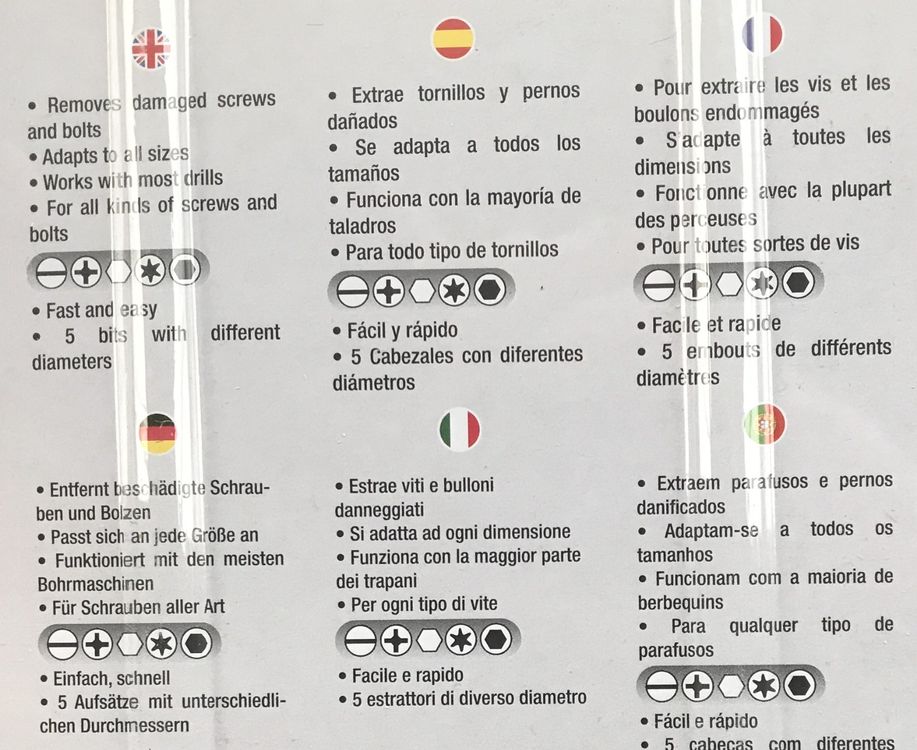 • Removes damaged screws
and bolts
• Adapts to all sizes
• Works with most drills
• For all kinds of screws and
bolts
• Fast and easy
• 5 bits with different
diameters
• Extrae tornillos y pernos
dañados
• Se adapta a todos los
tamaños
• Funciona con la mayoría de
taladros
• Para todo tipo de tornillos
• Fácil y rápido
• 5 Cabezales con diferentes
diámetros
• Pour extraire les vis et les
boulons endommagés
• S'adapte à toutes les
dimensions
• Fonctionne avec la plupart
des perceuses
• Pour toutes sortes de vis
• Facile et rapide
• 5 embouts de différents
diamètres
• Entfernt beschädigte Schrau-
ben und Bolzen
• Passt sich an jede Größe an
• Funktioniert mit den meisten
Bohrmaschinen
• Für Schrauben aller Art
• Einfach, schnell
• 5 Aufsätze mit unterschiedli-
chen Durchmessern
• Estrae viti e bulloni
danneggiati
• Si adatta ad ogni dimensione
• Funziona con la maggior parte
dei trapani
• Per ogni tipo di vite
• Facile e rapido
• 5 estrattori di diverso diametro
• Extraem parafusos e pernos
danificados
• Adaptam-se a todos os
tamanhos
• Funcionam com a maioria de
berbequins
• Para qualquer tipo de
parafusos
• Fácil e rápido
• 5 cabeças com diferentes